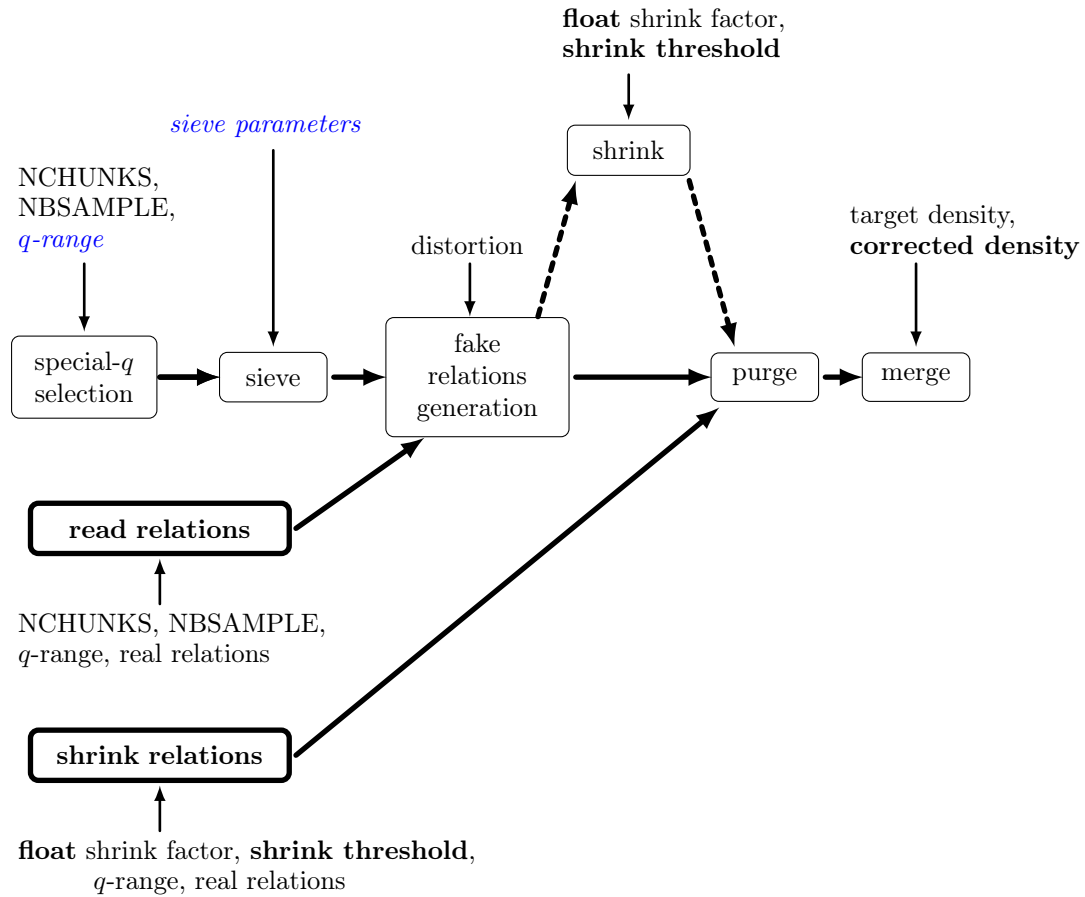 float shrink factor,
shrink threshold
sieve parameters
shrink
NCHUNKS,
NBSAMPLE,
q-range
distortion
target density,
corrected density
special-q
selection
sieve
fake
relations
generation
purge
merge
read relations
NCHUNKS, NBSAMPLE,
q-range, real relations
shrink relations
float shrink factor, shrink threshold,
q-range, real relations